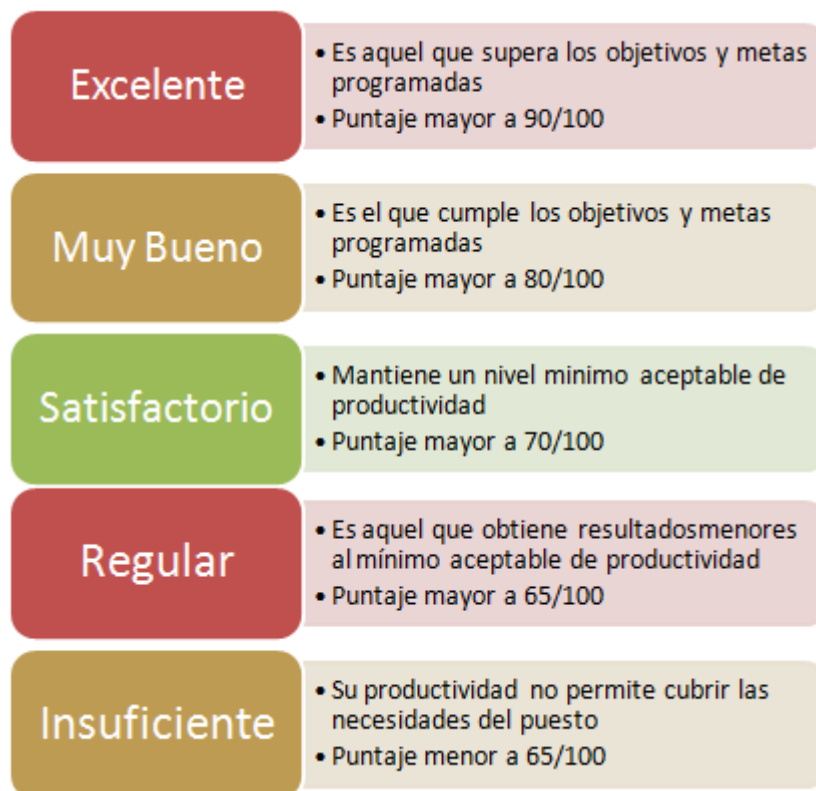 Excelente
• Es aquel que supera los objetivos y metas
programadas
• Puntaje mayor a 90/100
Muy Bueno
• Es el que cumple los objetivos y metas
programadas
• Puntaje mayor a 80/100
Satisfactorio
• Mantiene un nivel minimo aceptable de
productividad
• Puntaje mayor a 70/100
Regular
• Es aquel que obtiene resultadosmenores
al mínimo aceptable de productividad
• Puntaje mayor a 65/100
Insuficiente
• Su productividad no permite cubrir las
necesidades del puesto
• Puntaje menor a 65/100